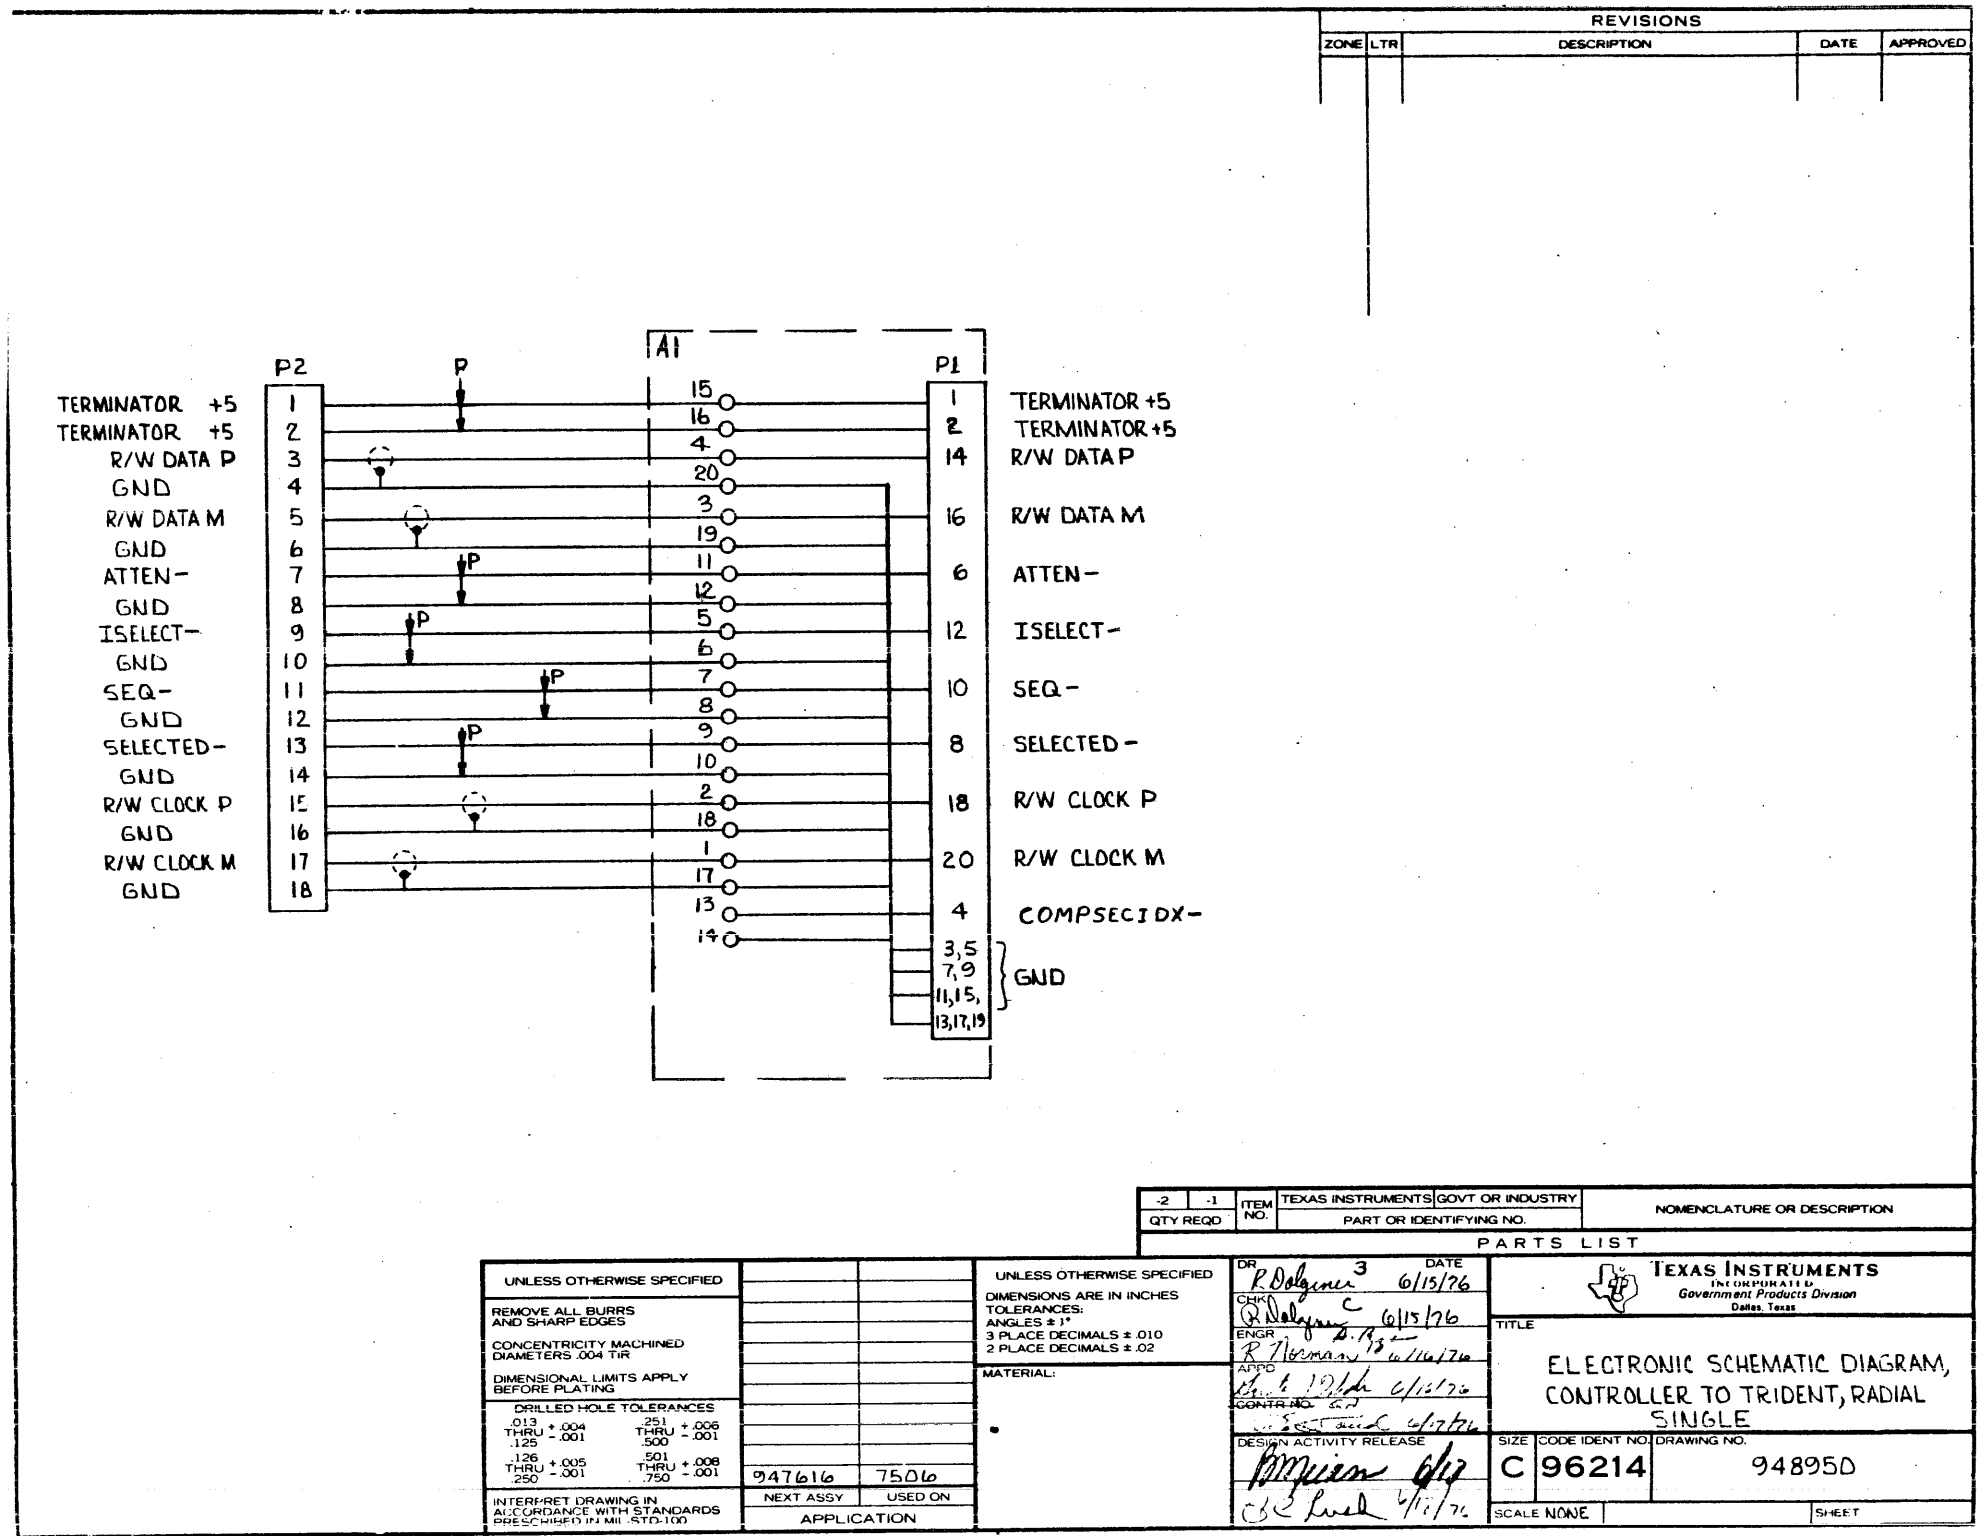 REVISIONS
ZONE LTR DESCRIPTION DATE APPROVED
A1
P2 P P1
TERMINATOR +5 1 15 1 TERMINATOR +5
TERMINATOR +5 2 16 2 TERMINATOR +5
R/W DATA P 3 4 14 R/W DATA P
GND 4 20
R/W DATA M 5 3 16 R/W DATA M
GND 6 19
ATTEN- 7 P 11 6 ATTEN-
GND 8 12
ISELECT- 9 P 5 12 ISELECT-
GND 10 6
SEQ- 11 P 7 10 SEQ-
GND 12 8
SELECTED- 13 P 9 8 SELECTED-
GND 14 10
R/W CLOCK P 15 2 18 R/W CLOCK P
GND 16 18
R/W CLOCK M 17 1 20 R/W CLOCK M
GND 18 17
13 4 COMPSECIDX-
14
3,5
7,9 GND
11,15,
13,17,19
-2 -1 ITEM NO. TEXAS INSTRUMENTS GOVT OR INDUSTRY NOMENCLATURE OR DESCRIPTION
QTY REQD PART OR IDENTIFYING NO.
PARTS LIST
UNLESS OTHERWISE SPECIFIED
REMOVE ALL BURRS
AND SHARP EDGES
CONCENTRICITY MACHINED
DIAMETERS .004 TIR
DIMENSIONAL LIMITS APPLY
BEFORE PLATING
DRILLED HOLE TOLERANCES
.013 THRU .125 + .004 - .001 .251 THRU .500 + .006 - .001
.126 THRU .250 + .005 - .001 .501 THRU .750 + .008 - .001
INTERPRET DRAWING IN
ACCORDANCE WITH STANDARDS
PRESCRIBED IN MIL-STD-100
947616 7506
NEXT ASSY USED ON
APPLICATION
UNLESS OTHERWISE SPECIFIED
DIMENSIONS ARE IN INCHES
TOLERANCES:
ANGLES ± 1°
3 PLACE DECIMALS ± .010
2 PLACE DECIMALS ± .02
MATERIAL:
DR DATE
R. Dolginer 3 6/15/76
CHK
R Dolginer C 6/15/76
ENGR
R Norman 6/16/76
APPD
CONTR NO.
DESIGN ACTIVITY RELEASE
TEXAS INSTRUMENTS
INCORPORATED
Government Products Division
Dallas, Texas
TITLE
ELECTRONIC SCHEMATIC DIAGRAM,
CONTROLLER TO TRIDENT, RADIAL
SINGLE
SIZE CODE IDENT NO. DRAWING NO.
C 96214 948950
SCALE NONE SHEET